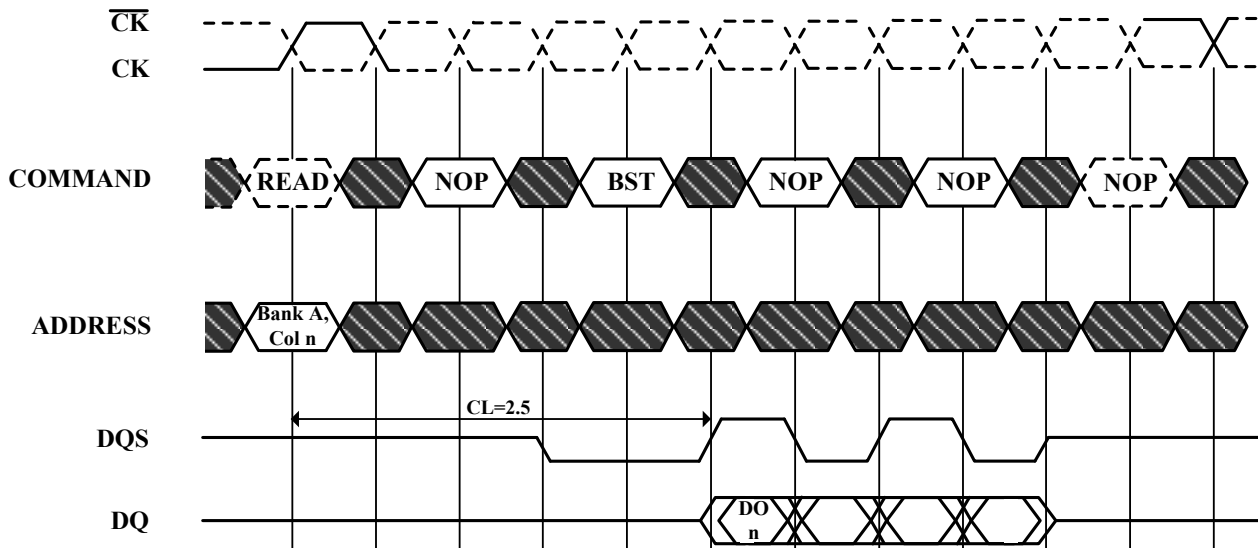 CK
CK
COMMAND
READ
NOP
BST
NOP
NOP
NOP
ADDRESS
Bank A,
Col n
CL=2.5
DQS
DQ
DO
n